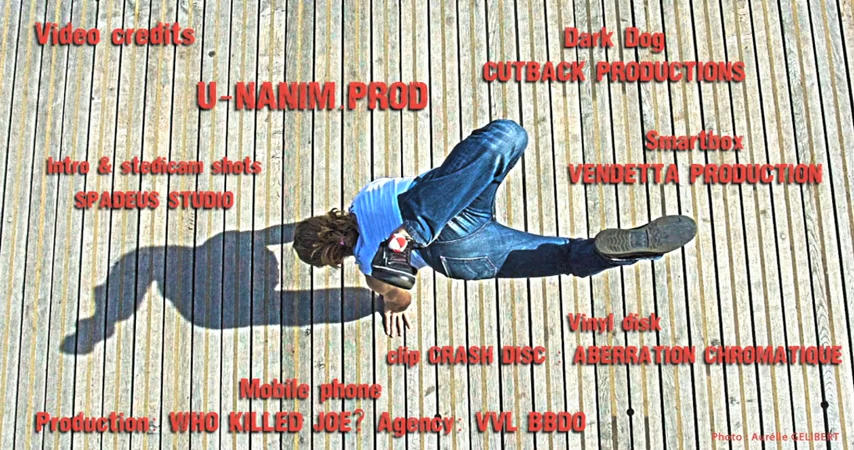 Video credits
U-NANIM.PROD
Dark Dog
CUTBACK PRODUCTIONS
Intro & stedicam shots
SPADEUS STUDIO
Smartbox
VENDETTA PRODUCTION
Vinyl disk
clip CRASH DISC : ABERRATION CHROMATIQUE
Mobile phone
Production: WHO KILLED JOE? Agency: VVL BBDO
Photo : Aurélie GELIBERT